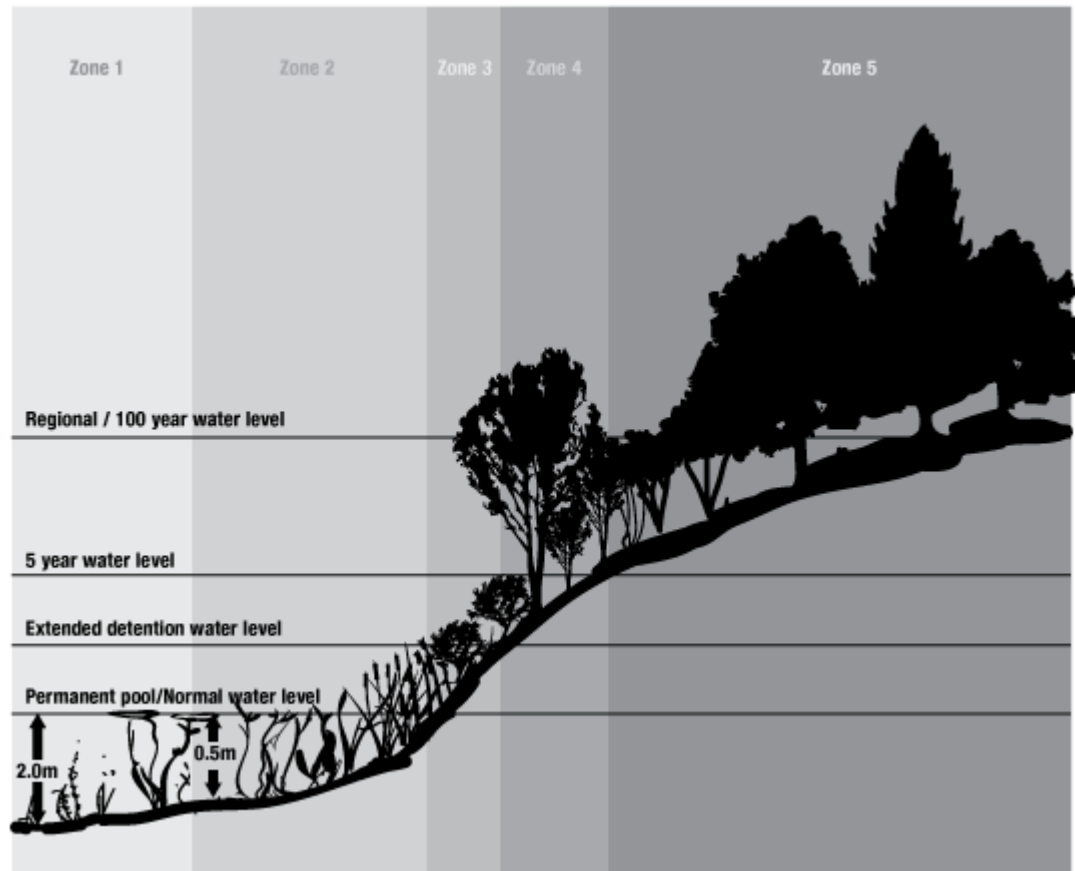 Zone 1
Zone 2
Zone 3
Zone 4
Zone 5
Regional / 100 year water level
5 year water level
Extended detention water level
Permanent pool/Normal water level
0.5m
2.0m